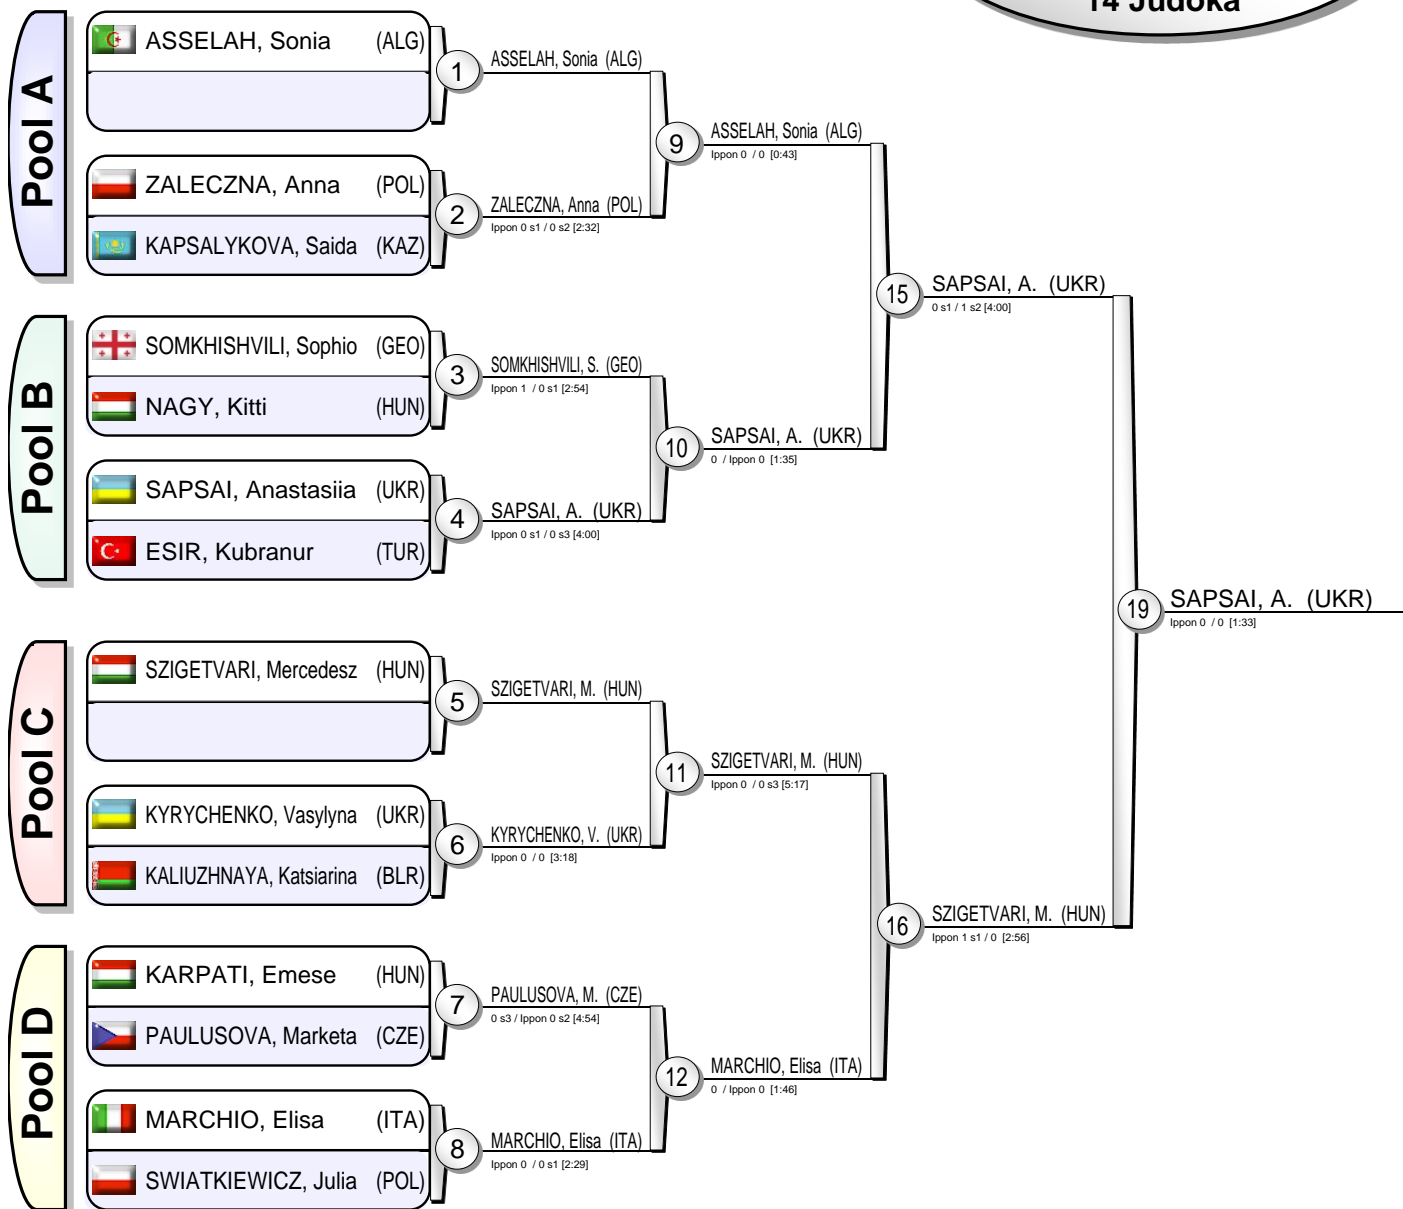 14 Judoka
Pool A
ASSELAH, Sonia (ALG)
1
ASSELAH, Sonia (ALG)
ZALECZNA, Anna (POL)
KAPSALYKOVA, Saida (KAZ)
2
ZALECZNA, Anna (POL)
Ippon 0 s1 / 0 s2 [2:32]
9
ASSELAH, Sonia (ALG)
Ippon 0 / 0 [0:43]
Pool B
SOMKHISHVILI, Sophio (GEO)
NAGY, Kitti (HUN)
3
SOMKHISHVILI, S. (GEO)
Ippon 1 / 0 s1 [2:54]
SAPSAI, Anastasiia (UKR)
ESIR, Kubranur (TUR)
4
SAPSAI, A. (UKR)
Ippon 0 s1 / 0 s3 [4:00]
10
SAPSAI, A. (UKR)
0 / Ippon 0 [1:35]
15
SAPSAI, A. (UKR)
0 s1 / 1 s2 [4:00]
Pool C
SZIGETVARI, Mercedesz (HUN)
5
SZIGETVARI, M. (HUN)
KYRYCHENKO, Vasylyna (UKR)
KALIUZHNAYA, Katsiarina (BLR)
6
KYRYCHENKO, V. (UKR)
Ippon 0 / 0 [3:18]
11
SZIGETVARI, M. (HUN)
Ippon 0 / 0 s3 [5:17]
Pool D
KARPATI, Emese (HUN)
PAULUSOVA, Marketa (CZE)
7
PAULUSOVA, M. (CZE)
0 s3 / Ippon 0 s2 [4:54]
MARCHIO, Elisa (ITA)
SWIATKIEWICZ, Julia (POL)
8
MARCHIO, Elisa (ITA)
Ippon 0 / 0 s1 [2:29]
12
MARCHIO, Elisa (ITA)
0 / Ippon 0 [1:46]
16
SZIGETVARI, M. (HUN)
Ippon 1 s1 / 0 [2:56]
19
SAPSAI, A. (UKR)
Ippon 0 / 0 [1:33]